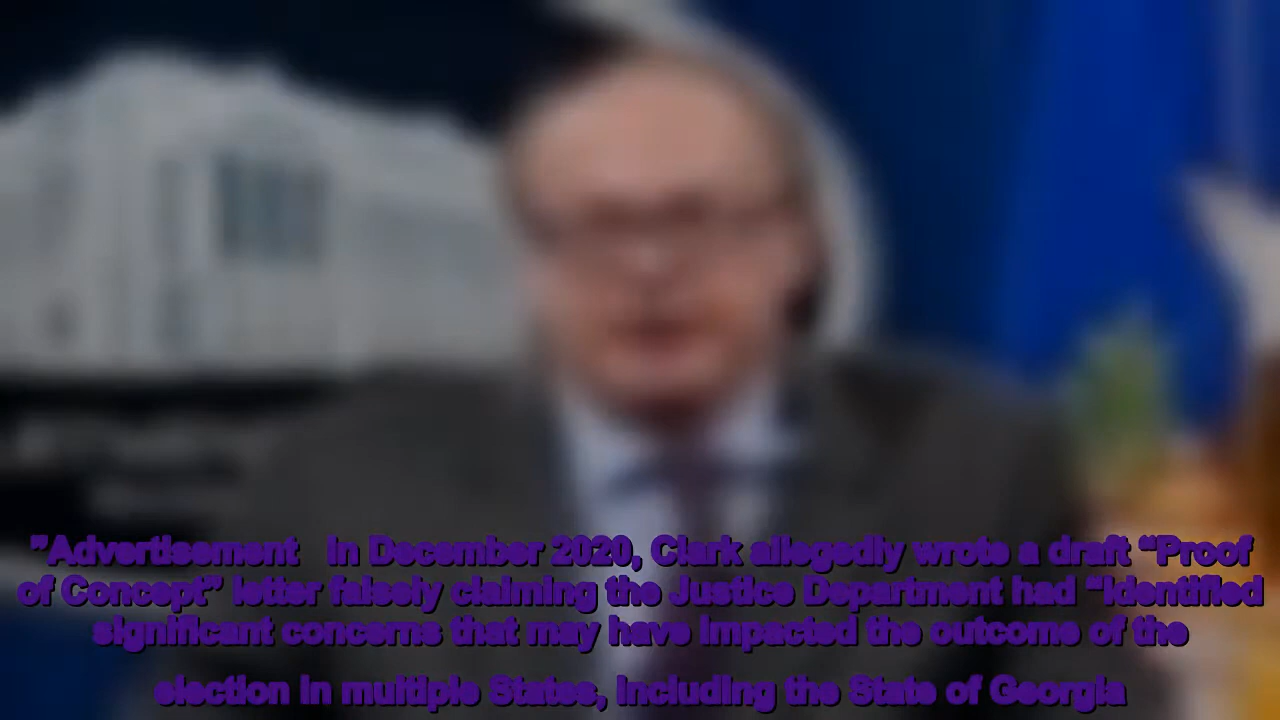 "Advertisement   In December 2020, Clark allegedly wrote a draft “Proof
of Concept” letter falsely claiming the Justice Department had “identified
significant concerns that may have impacted the outcome of the
election in multiple States, including the State of Georgia